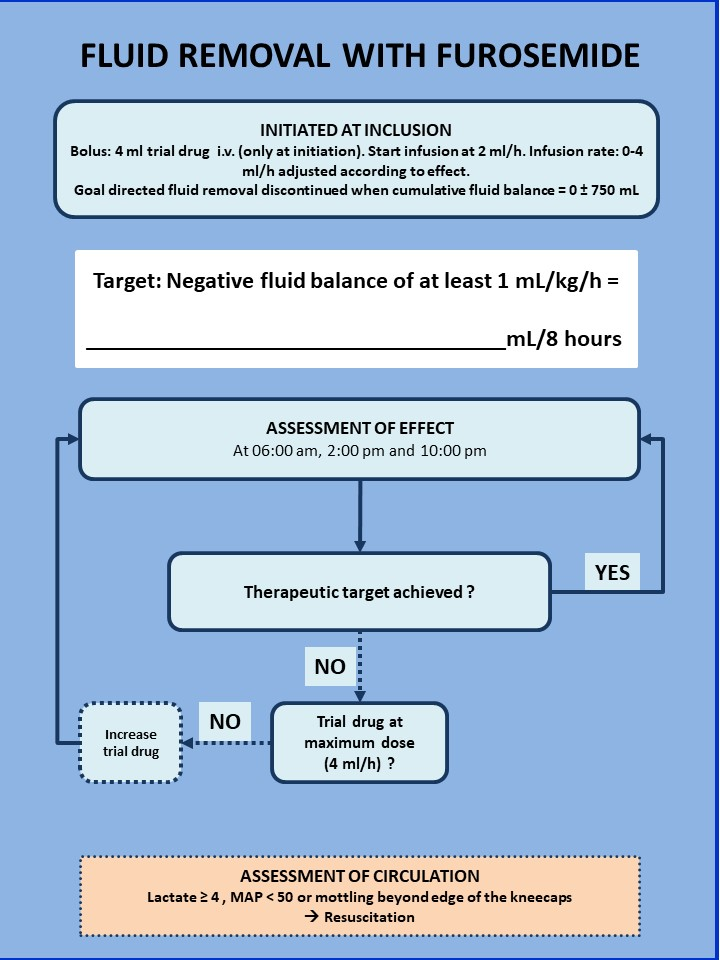 FLUID REMOVAL WITH FUROSEMIDE
INITIATED AT INCLUSION
Bolus: 4 ml trial drug i.v. (only at initiation). Start infusion at 2 ml/h. Infusion rate: 0-4
ml/h adjusted according to effect.
Goal directed fluid removal discontinued when cumulative fluid balance = 0 ± 750 mL
Target: Negative fluid balance of at least 1 mL/kg/h =
___________________________________mL/8 hours
ASSESSMENT OF EFFECT
At 06:00 am, 2:00 pm and 10:00 pm
Therapeutic target achieved ?
YES
NO
Trial drug at
maximum dose
(4 ml/h) ?
NO
Increase
trial drug
ASSESSMENT OF CIRCULATION
Lactate ≥ 4 , MAP < 50 or mottling beyond edge of the kneecaps
→ Resuscitation